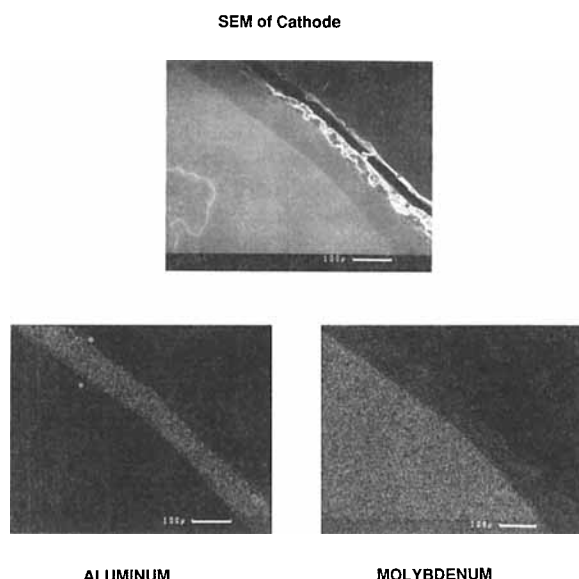 SEM of Cathode
100μ
100μ
100μ
ALUMINUM
MOLYBDENUM